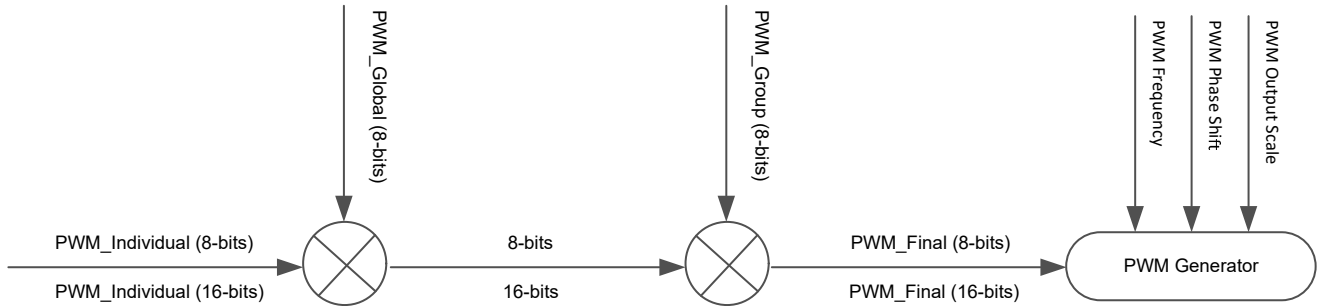 PWM_Global (8-bits)
PWM_Group (8-bits)
PWM Frequency
PWM Phase Shift
PWM Output Scale
PWM_Individual (8-bits)
PWM_Individual (16-bits)
8-bits
16-bits
PWM_Final (8-bits)
PWM_Final (16-bits)
PWM Generator